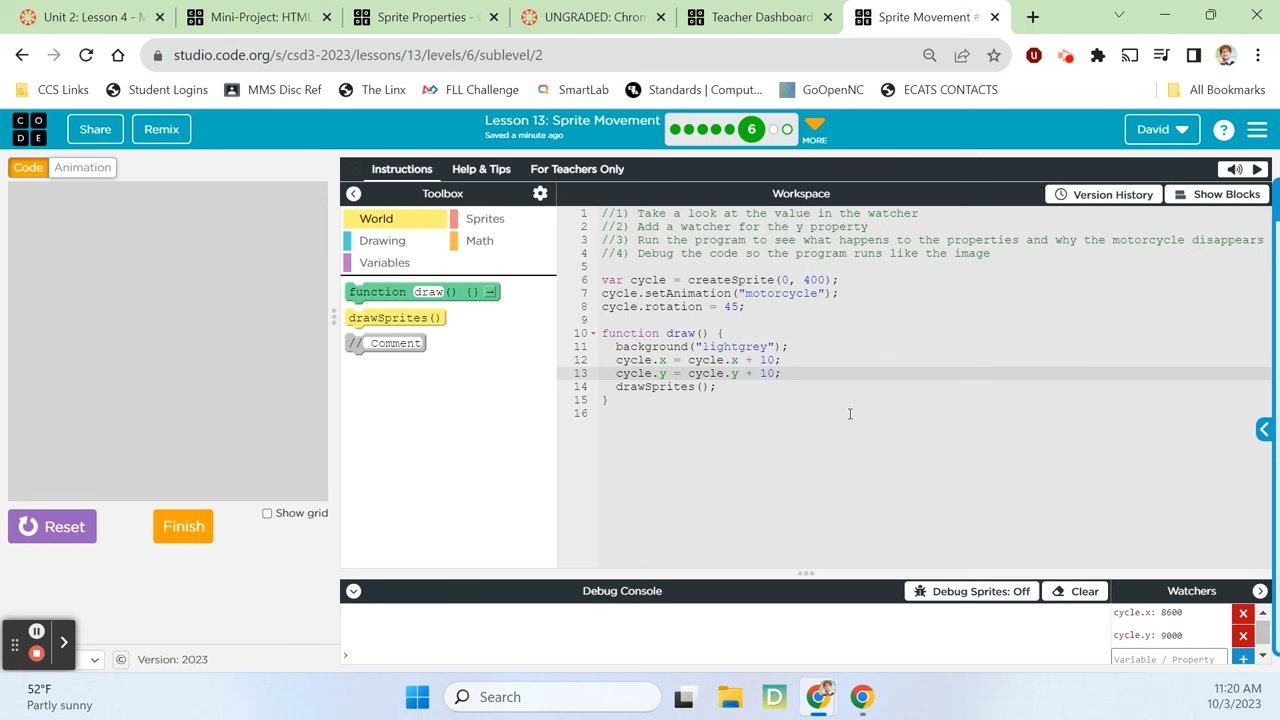 Unit 2: Lesson 4 - M
Mini-Project: HTML
Sprite Properties -
UNGRADED: Chrom
Teacher Dashboard
Sprite Movement #
studio.code.org/s/csd3-2023/lessons/13/levels/6/sublevel/2
CCS Links
Student Logins
MMS Disc Ref
The Linx
FLL Challenge
SmartLab
Standards | Comput...
GoOpenNC
ECATS CONTACTS
All Bookmarks
C O
D E
Share
Remix
Lesson 13: Sprite Movement
Saved a minute ago
6
MORE
David
?
Code
Animation
Instructions
Help & Tips
For Teachers Only
Toolbox
Workspace
Version History
Show Blocks
World
Sprites
Drawing
Math
Variables
function draw() {}
drawSprites()
// Comment
1 //1) Take a look at the value in the watcher
2 //2) Add a watcher for the y property
3 //3) Run the program to see what happens to the properties and why the motorcycle disappears
4 //4) Debug the code so the program runs like the image
5
6 var cycle = createSprite(0, 400);
7 cycle.setAnimation("motorcycle");
8 cycle.rotation = 45;
9
10 function draw() {
11 background("lightgrey");
12 cycle.x = cycle.x + 10;
13 cycle.y = cycle.y + 10;
14 drawSprites();
15 }
16
Show grid
Reset
Finish
Debug Console
Debug Sprites: Off
Clear
Watchers
cycle.x: 8600
cycle.y: 9000
Variable / Property
>
© Version: 2023
52°F
Partly sunny
Search
D
11:20 AM
10/3/2023